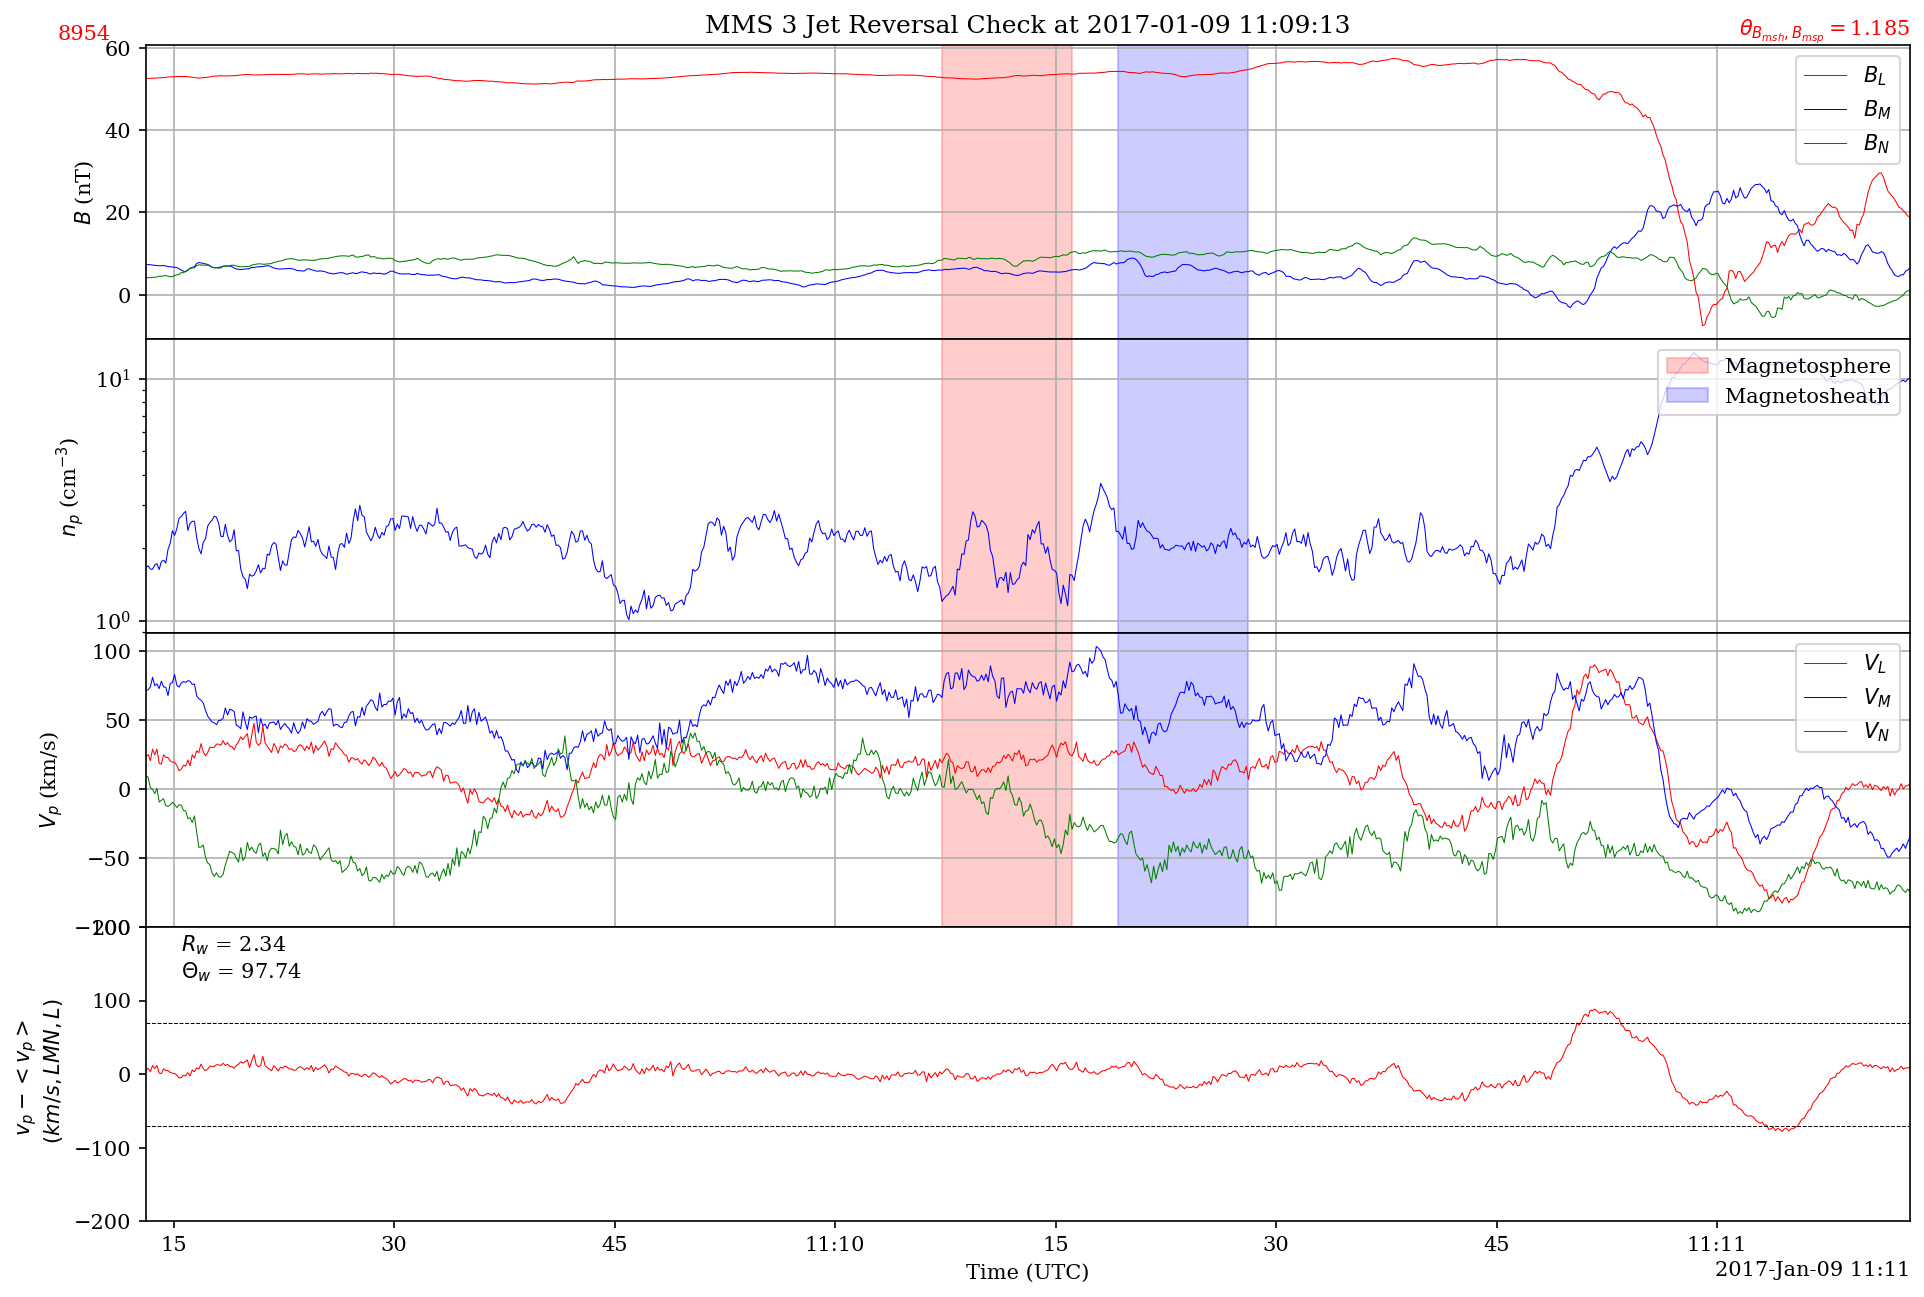 MMS 3 Jet Reversal Check at 2017-01-09 11:09:13
8954
θ_{B_{msh}, B_{msp}} = 1.185
60
40
20
0
B (nT)
B_L
B_M
B_N
10^1
10^0
n_p (cm^{-3})
Magnetosphere
Magnetosheath
100
50
0
−50
−100
V_p (km/s)
V_L
V_M
V_N
200
100
0
−100
−200
v_p − <v_p>
(km/s, LMN, L)
R_w = 2.34
Θ_w = 97.74
15
30
45
11:10
15
30
45
11:11
Time (UTC)
2017-Jan-09 11:11